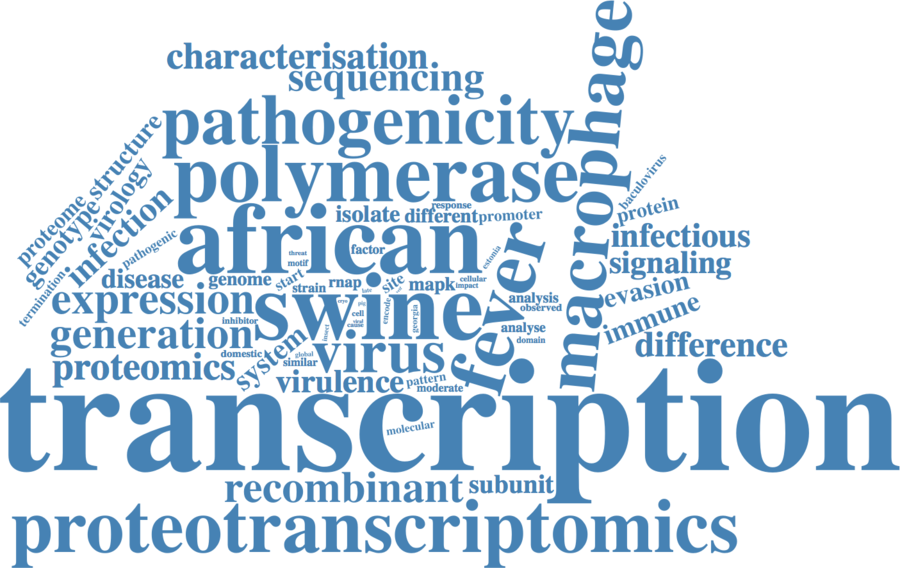 characterisation
sequencing
macrophage
pathogenicity
structure
polymerase
virology
genotype
proteome
baculovirus
response
isolate
different
promoter
protein
infection
african
pathogenic
factor
infectious
threat
motif
estonia
fever
signaling
termination
disease
genome
start
strain
rnap
site
mapk
cellular
impact
evasion
expression
swine
analysis
observed
immune
pig
cell
viral
cause
encode
georgia
inhibitor
insect
generation
system
virus
analyse
domain
difference
domestic
global
similar
proteomics
virulence
pattern
moderate
transcription
molecular
recombinant
subunit
proteotranscriptomics